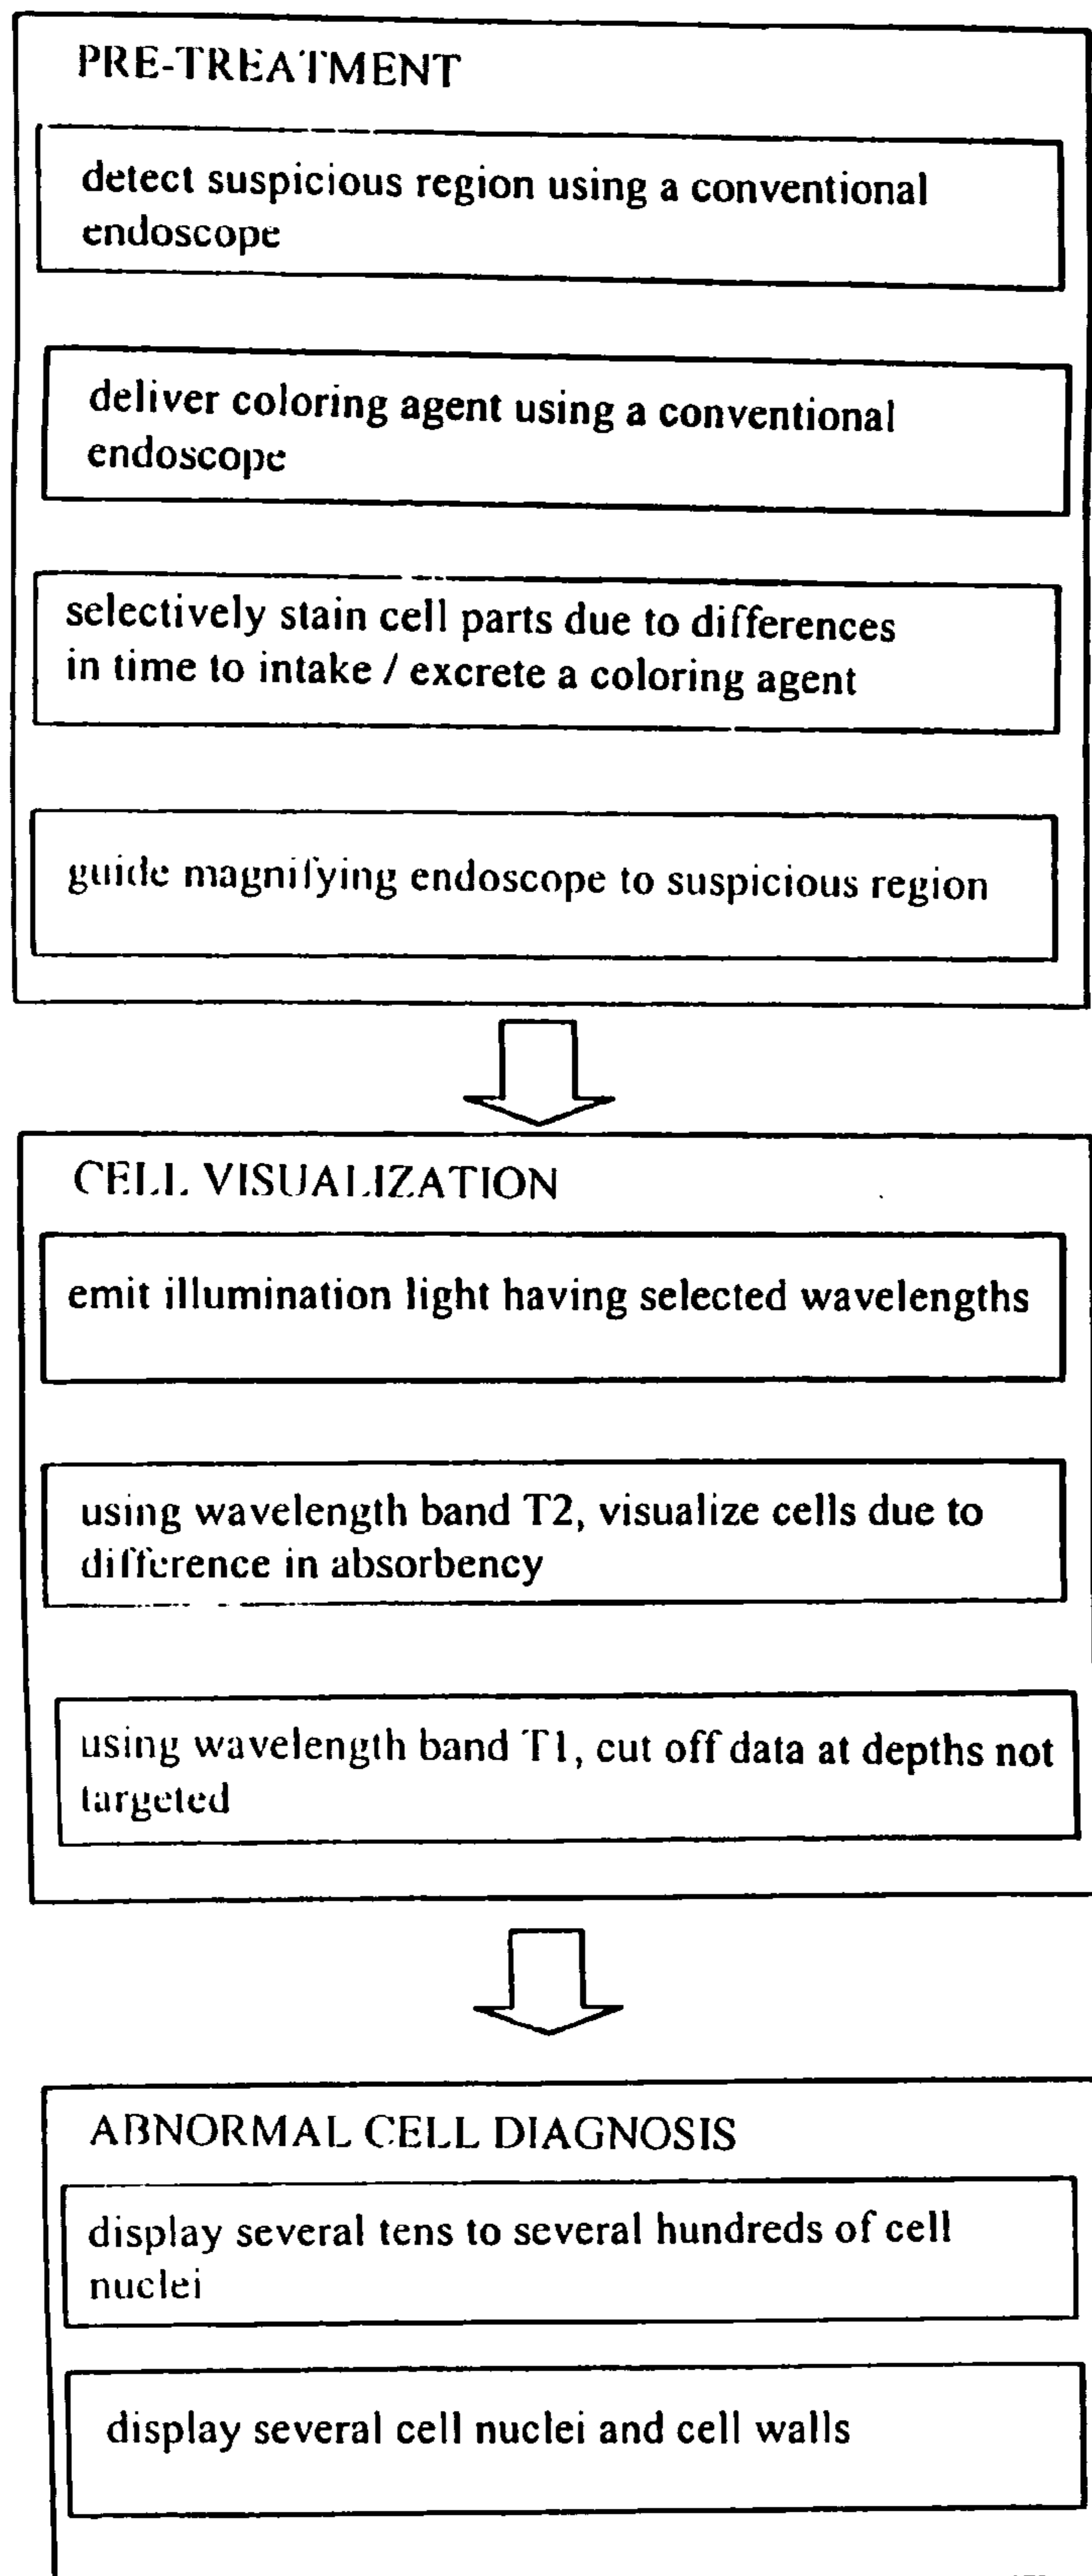 PRE-TREATMENT
detect suspicious region using a conventional
endoscope
deliver coloring agent using a conventional
endoscope
selectively stain cell parts due to differences
in time to intake / excrete a coloring agent
guide magnifying endoscope to suspicious region
CELL VISUALIZATION
emit illumination light having selected wavelengths
using wavelength band T2, visualize cells due to
difference in absorbency
using wavelength band T1, cut off data at depths not
targeted
ABNORMAL CELL DIAGNOSIS
display several tens to several hundreds of cell
nuclei
display several cell nuclei and cell walls